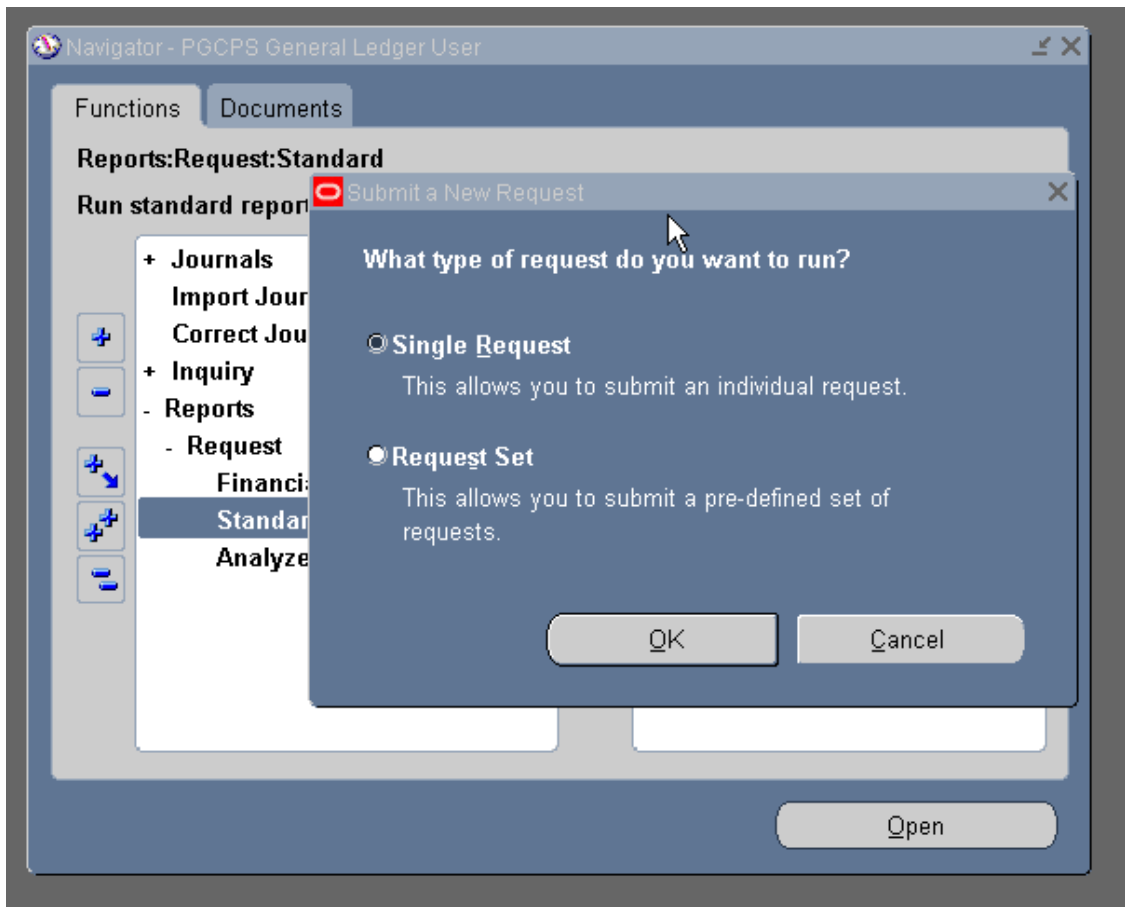 Navigator - PGCPS General Ledger User
Functions
Documents
Reports:Request:Standard
Run standard report
+ Journals
Import Jour
Correct Jou
+ Inquiry
- Reports
- Request
Financi
Standar
Analyze
Submit a New Request
What type of request do you want to run?
Single Request
This allows you to submit an individual request.
Request Set
This allows you to submit a pre-defined set of
requests.
OK
Cancel
Open